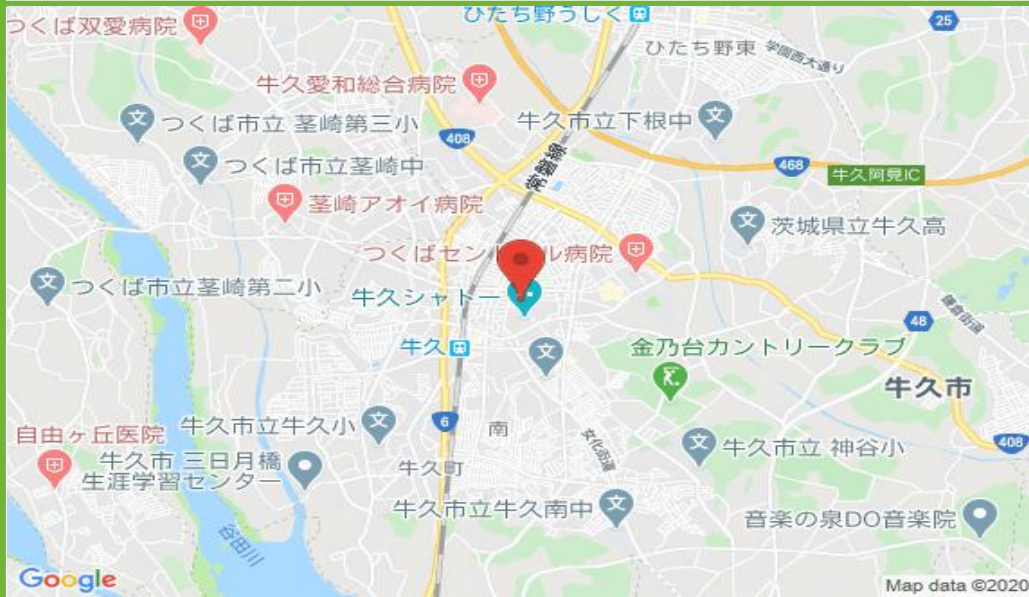 つくば双愛病院
ひたち野うしく
25
ひたち野東
学園西大通り
牛久愛和総合病院
つくば市立 茎崎第三小
408
牛久市立下根中
常磐線
つくば市立茎崎中
468
牛久阿見IC
茎崎アオイ病院
茨城県立牛久高
つくばセン
ル病院
つくば市立茎崎第二小
牛久シャトー
鎌倉街道
48
牛久
金乃台カントリークラブ
牛久市
6
牛久市立牛久小
南
自由ヶ丘医院
女化街道
408
牛久市立 神谷小
牛久市 三日月橋
生涯学習センター
牛久町
牛久市立牛久南中
音楽の泉DO音楽院
谷田川
Google
Map data ©2020